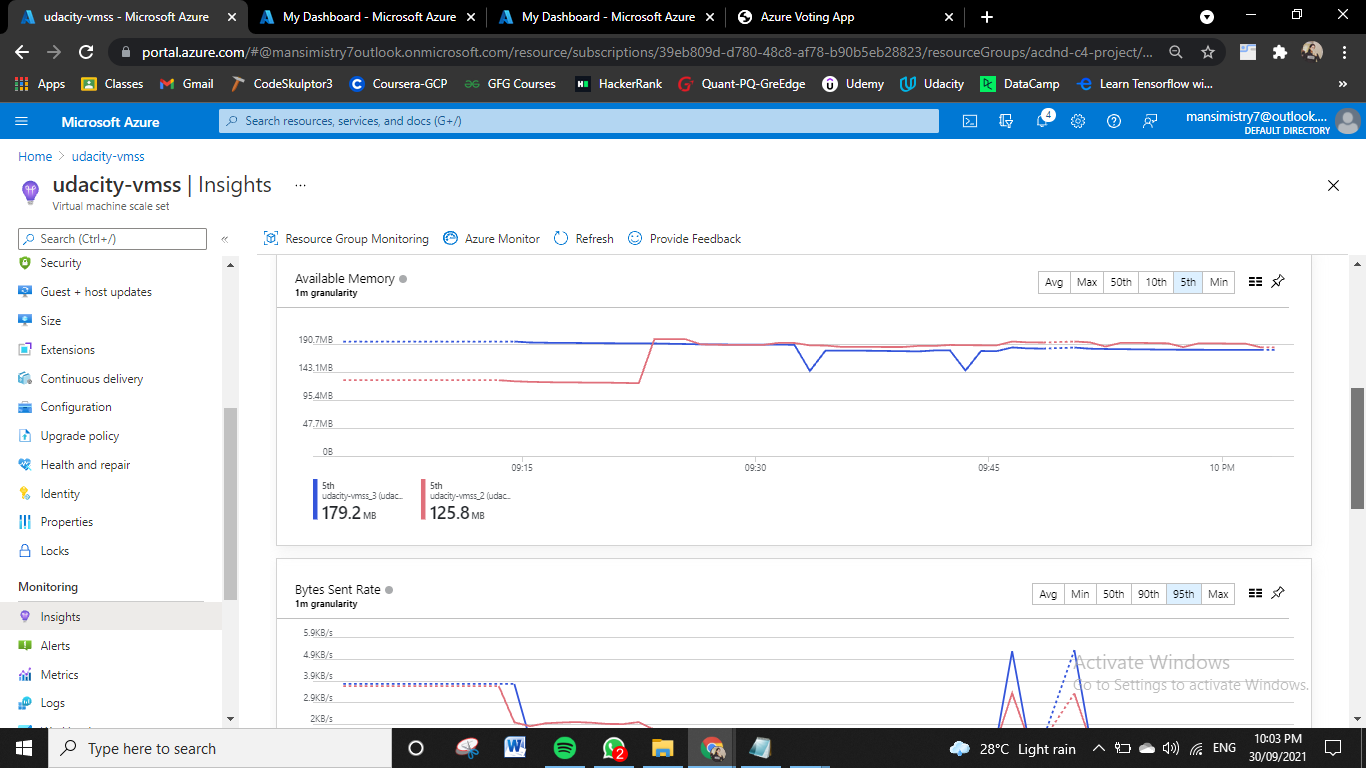 udacity-vmss - Microsoft Azure
My Dashboard - Microsoft Azure
My Dashboard - Microsoft Azure
Azure Voting App
portal.azure.com/#@mansimistry7outlook.onmicrosoft.com/resource/subscriptions/39eb809d-d780-48c8-af78-b90b5eb28823/resourceGroups/acdnd-c4-project/...
Apps
Classes
Gmail
CodeSkulptor3
Coursera-GCP
GFG Courses
HackerRank
Quant-PQ-GreEdge
Udemy
Udacity
DataCamp
Learn Tensorflow wi...
Microsoft Azure
Search resources, services, and docs (G+/)
4
mansimistry7@outlook....
DEFAULT DIRECTORY
Home > udacity-vmss
udacity-vmss | Insights ...
Virtual machine scale set
Search (Ctrl+/)
Resource Group Monitoring
Azure Monitor
Refresh
Provide Feedback
Security
Guest + host updates
Size
Extensions
Continuous delivery
Configuration
Upgrade policy
Health and repair
Identity
Properties
Locks
Monitoring
Insights
Alerts
Metrics
Logs
Available Memory
1m granularity
Avg Max 50th 10th 5th Min
190.7MB
143.1MB
95.4MB
47.7MB
0B
09:15 09:30 09:45 10 PM
5th
udacity-vmss_3 (udac...
179.2 MB
5th
udacity-vmss_2 (udac...
125.8 MB
Bytes Sent Rate
1m granularity
Avg Min 50th 90th 95th Max
5.9KB/s
4.9KB/s
3.9KB/s
2.9KB/s
2KB/s
Activate Windows
Go to Settings to activate Windows.
Type here to search
2
28°C Light rain
ENG
10:03 PM
30/09/2021